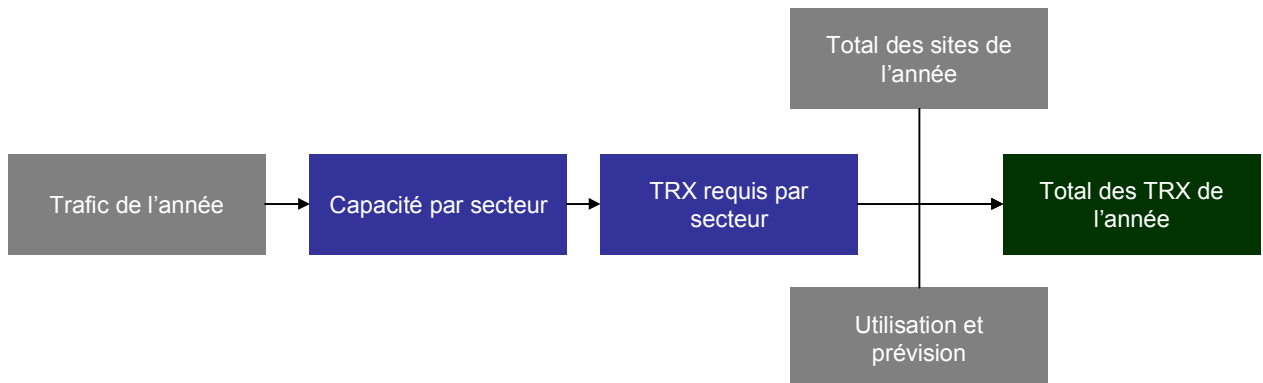 Total des sites de
l’année
Trafic de l’année
Capacité par secteur
TRX requis par
secteur
Total des TRX de
l’année
Utilisation et
prévision